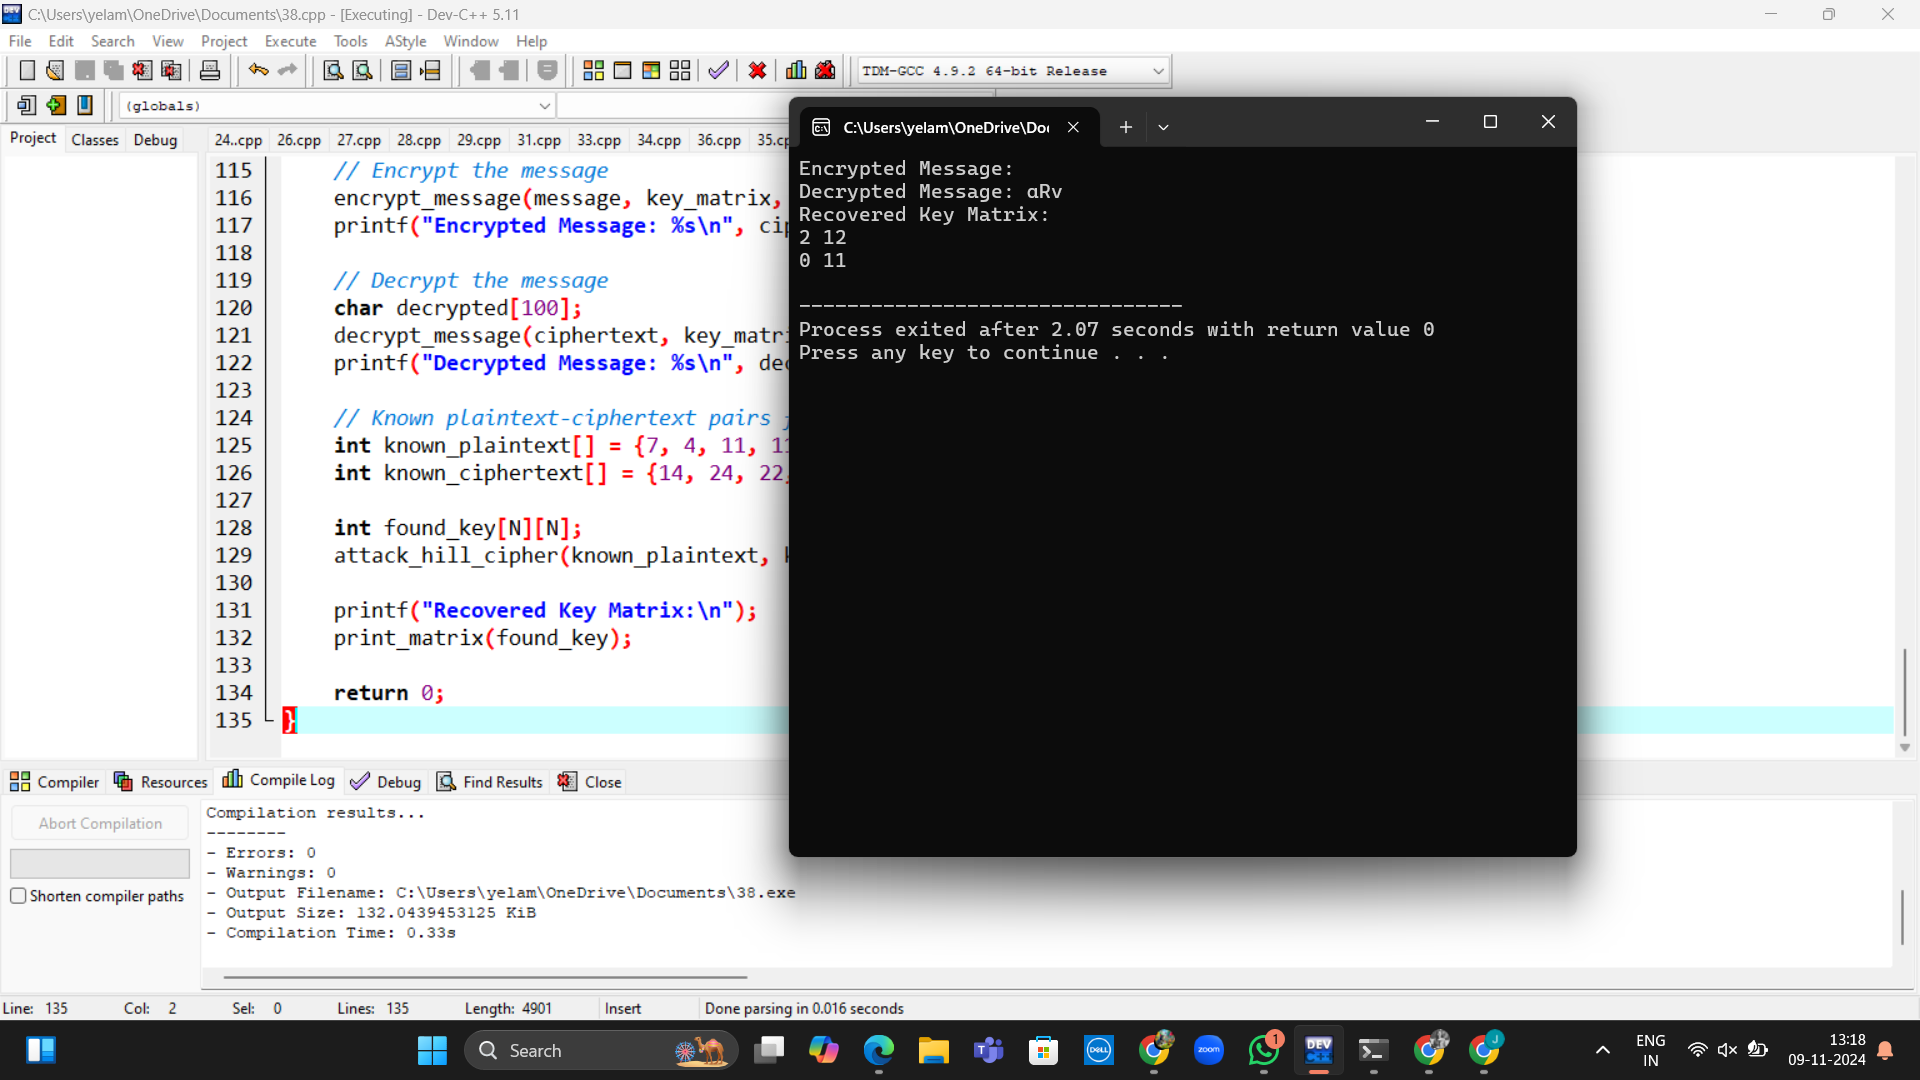 C:\Users\yelam\OneDrive\Documents\38.cpp - [Executing] - Dev-C++ 5.11
File Edit Search View Project Execute Tools AStyle Window Help
TDM-GCC 4.9.2 64-bit Release
(globals)
Project Classes Debug
24..cpp 26.cpp 27.cpp 28.cpp 29.cpp 31.cpp 33.cpp 34.cpp 36.cpp 35.c
115 // Encrypt the message
116 encrypt_message(message, key_matrix,
117 printf("Encrypted Message: %s\n", cip
118
119 // Decrypt the message
120 char decrypted[100];
121 decrypt_message(ciphertext, key_matri
122 printf("Decrypted Message: %s\n", dec
123
124 // Known plaintext-ciphertext pairs
125 int known_plaintext[] = {7, 4, 11, 11
126 int known_ciphertext[] = {14, 24, 22,
127
128 int found_key[N][N];
129 attack_hill_cipher(known_plaintext, k
130
131 printf("Recovered Key Matrix:\n");
132 print_matrix(found_key);
133
134 return 0;
135 }
C:\Users\yelam\OneDrive\Doc
Encrypted Message:
Decrypted Message: αRv
Recovered Key Matrix:
2 12
0 11
--------------------------------
Process exited after 2.07 seconds with return value 0
Press any key to continue . . .
Compiler Resources Compile Log Debug Find Results Close
Abort Compilation
Shorten compiler paths
Compilation results...
--------
- Errors: 0
- Warnings: 0
- Output Filename: C:\Users\yelam\OneDrive\Documents\38.exe
- Output Size: 132.0439453125 KiB
- Compilation Time: 0.33s
Line: 135 Col: 2 Sel: 0 Lines: 135 Length: 4901 Insert Done parsing in 0.016 seconds
Search
DELL
zoom
1
DEV
C++
J
ENG
IN
13:18
09-11-2024